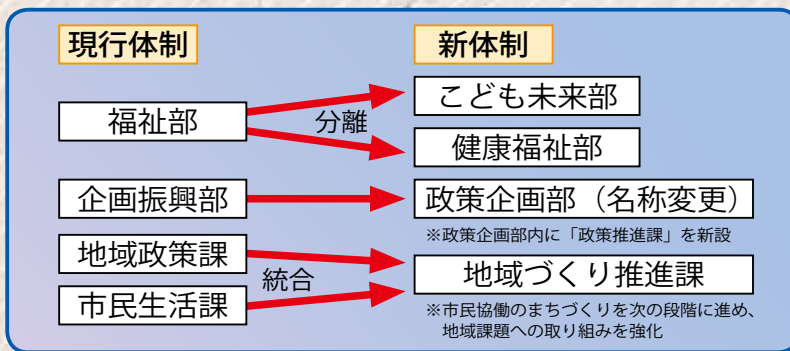 現行体制
新体制
福祉部
分離
こども未来部
健康福祉部
企画振興部
政策企画部（名称変更）
※政策企画部内に「政策推進課」を新設
地域政策課
市民生活課
統合
地域づくり推進課
※市民協働のまちづくりを次の段階に進め、
地域課題への取り組みを強化